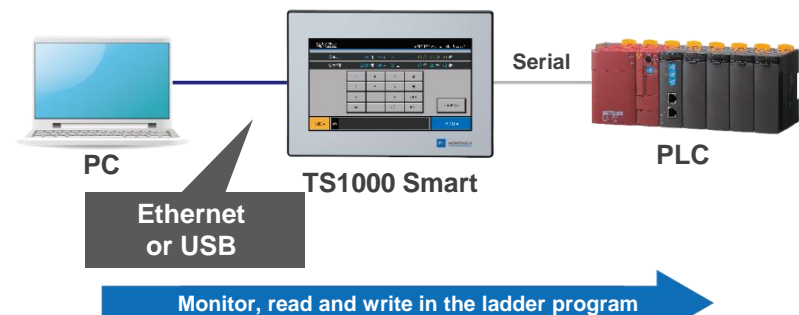 Serial
PC
TS1000 Smart
PLC
Ethernet
or USB
Monitor, read and write in the ladder program